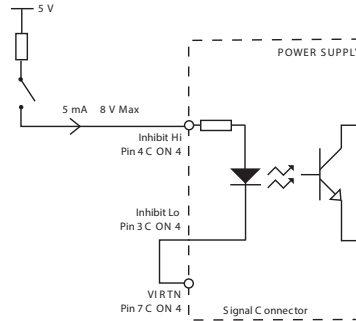 5 V
POWER SUPPLY
5 mA 8 V Max
Inhibit Hi
Pin 4 C ON 4
Inhibit Lo
Pin 3 C ON 4
VIRTN
Pin 7 C ON 4
Signal C onnector